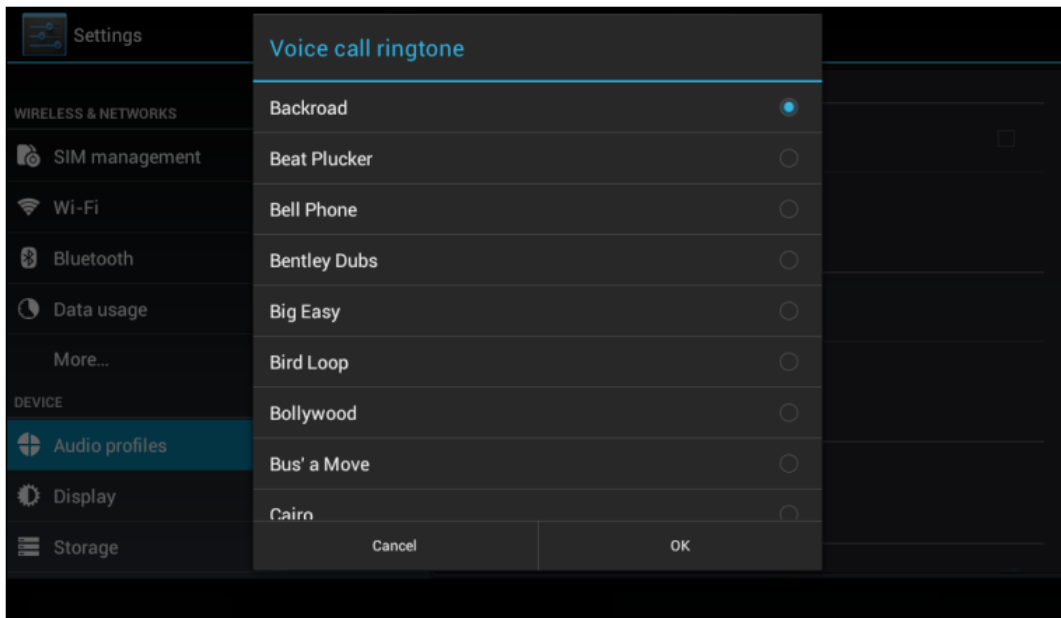 Settings
WIRELESS & NETWORKS
SIM management
Wi-Fi
Bluetooth
Data usage
More...
DEVICE
Audio profiles
Display
Storage
Voice call ringtone
Backroad
Beat Plucker
Bell Phone
Bentley Dubs
Big Easy
Bird Loop
Bollywood
Bus' a Move
Cairo
Cancel
OK